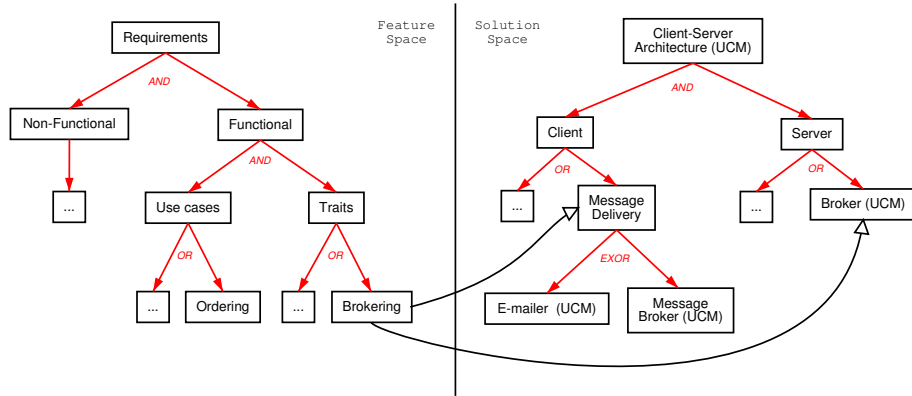 Feature
Space
Solution
Space
Requirements
Client-Server
Architecture (UCM)
AND
AND
Non-Functional
Functional
Client
Server
AND
OR
OR
...
Use cases
Traits
...
Message
Delivery
...
Broker (UCM)
OR
OR
EXOR
...
Ordering
...
Brokering
E-mailer (UCM)
Message
Broker (UCM)